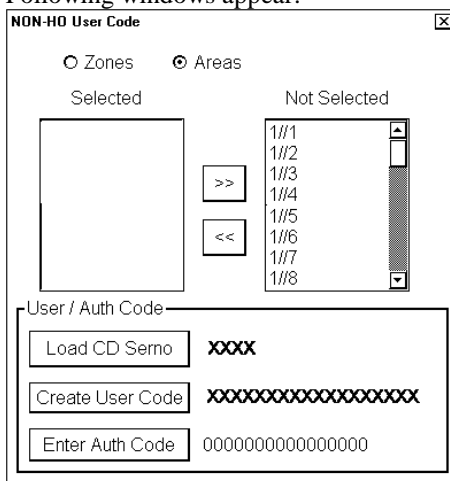 Following windows appear:
NON-HO User Code
Zones Areas
Selected Not Selected
1//1
1//2
1//3
>>
1//4
1//5
<<
1//6
1//7
1//8
User / Auth Code
Load CD Serno XXXX
Create User Code XXXXXXXXXXXXXXXXXX
Enter Auth Code 0000000000000000